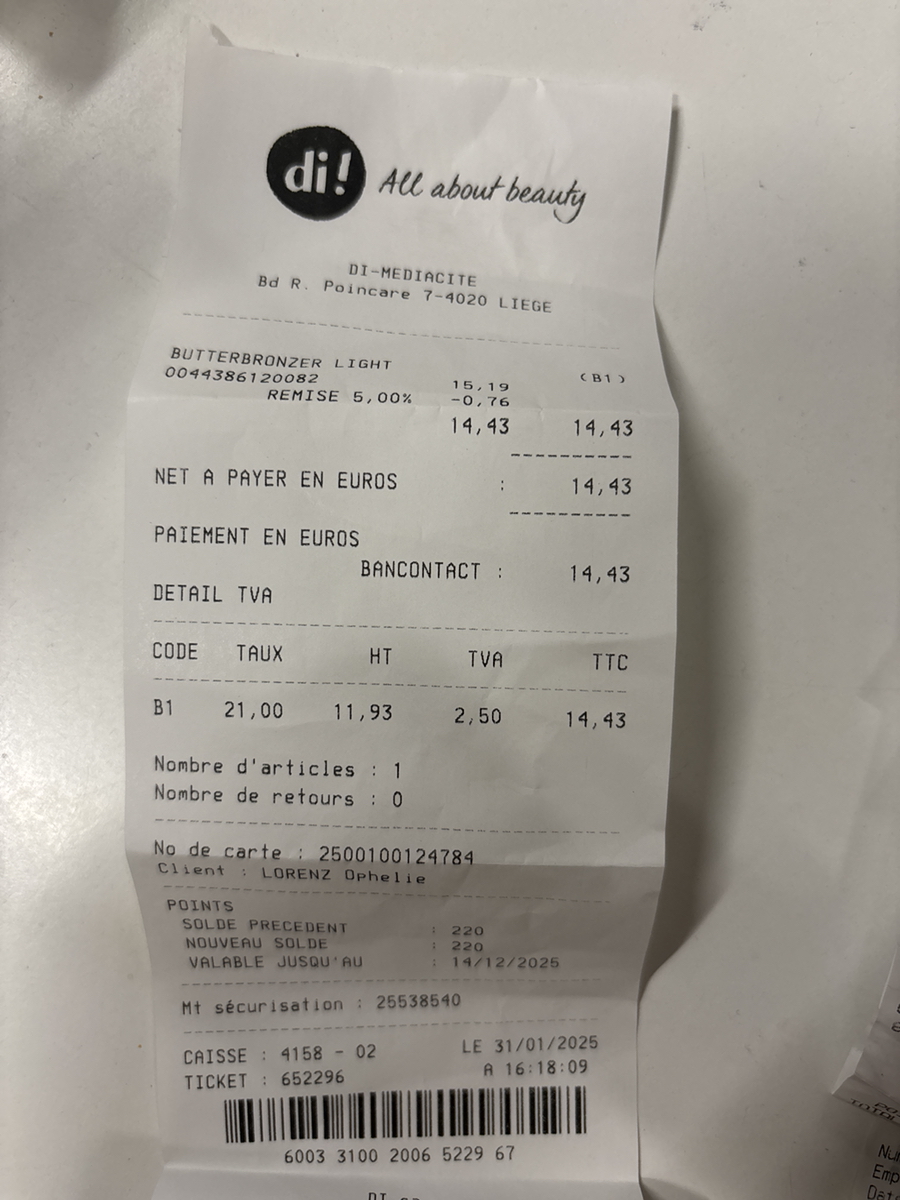 di! All about beauty
DI-MEDIACITE
Bd R. Poincare 7-4020 LIEGE
BUTTERBRONZER LIGHT
0044386120082 15,19 (B1)
REMISE 5,00% -0,76
14,43 14,43
NET A PAYER EN EUROS : 14,43
PAIEMENT EN EUROS
BANCONTACT : 14,43
DETAIL TVA
CODE TAUX HT TVA TTC
B1 21,00 11,93 2,50 14,43
Nombre d'articles : 1
Nombre de retours : 0
No de carte : 2500100124784
Client : LORENZ Ophelie
POINTS
SOLDE PRECEDENT : 220
NOUVEAU SOLDE : 220
VALABLE JUSQU'AU : 14/12/2025
Mt sécurisation : 25538540
CAISSE : 4158 - 02 LE 31/01/2025
TICKET : 652296 A 16:18:09
6003 3100 2006 5229 67